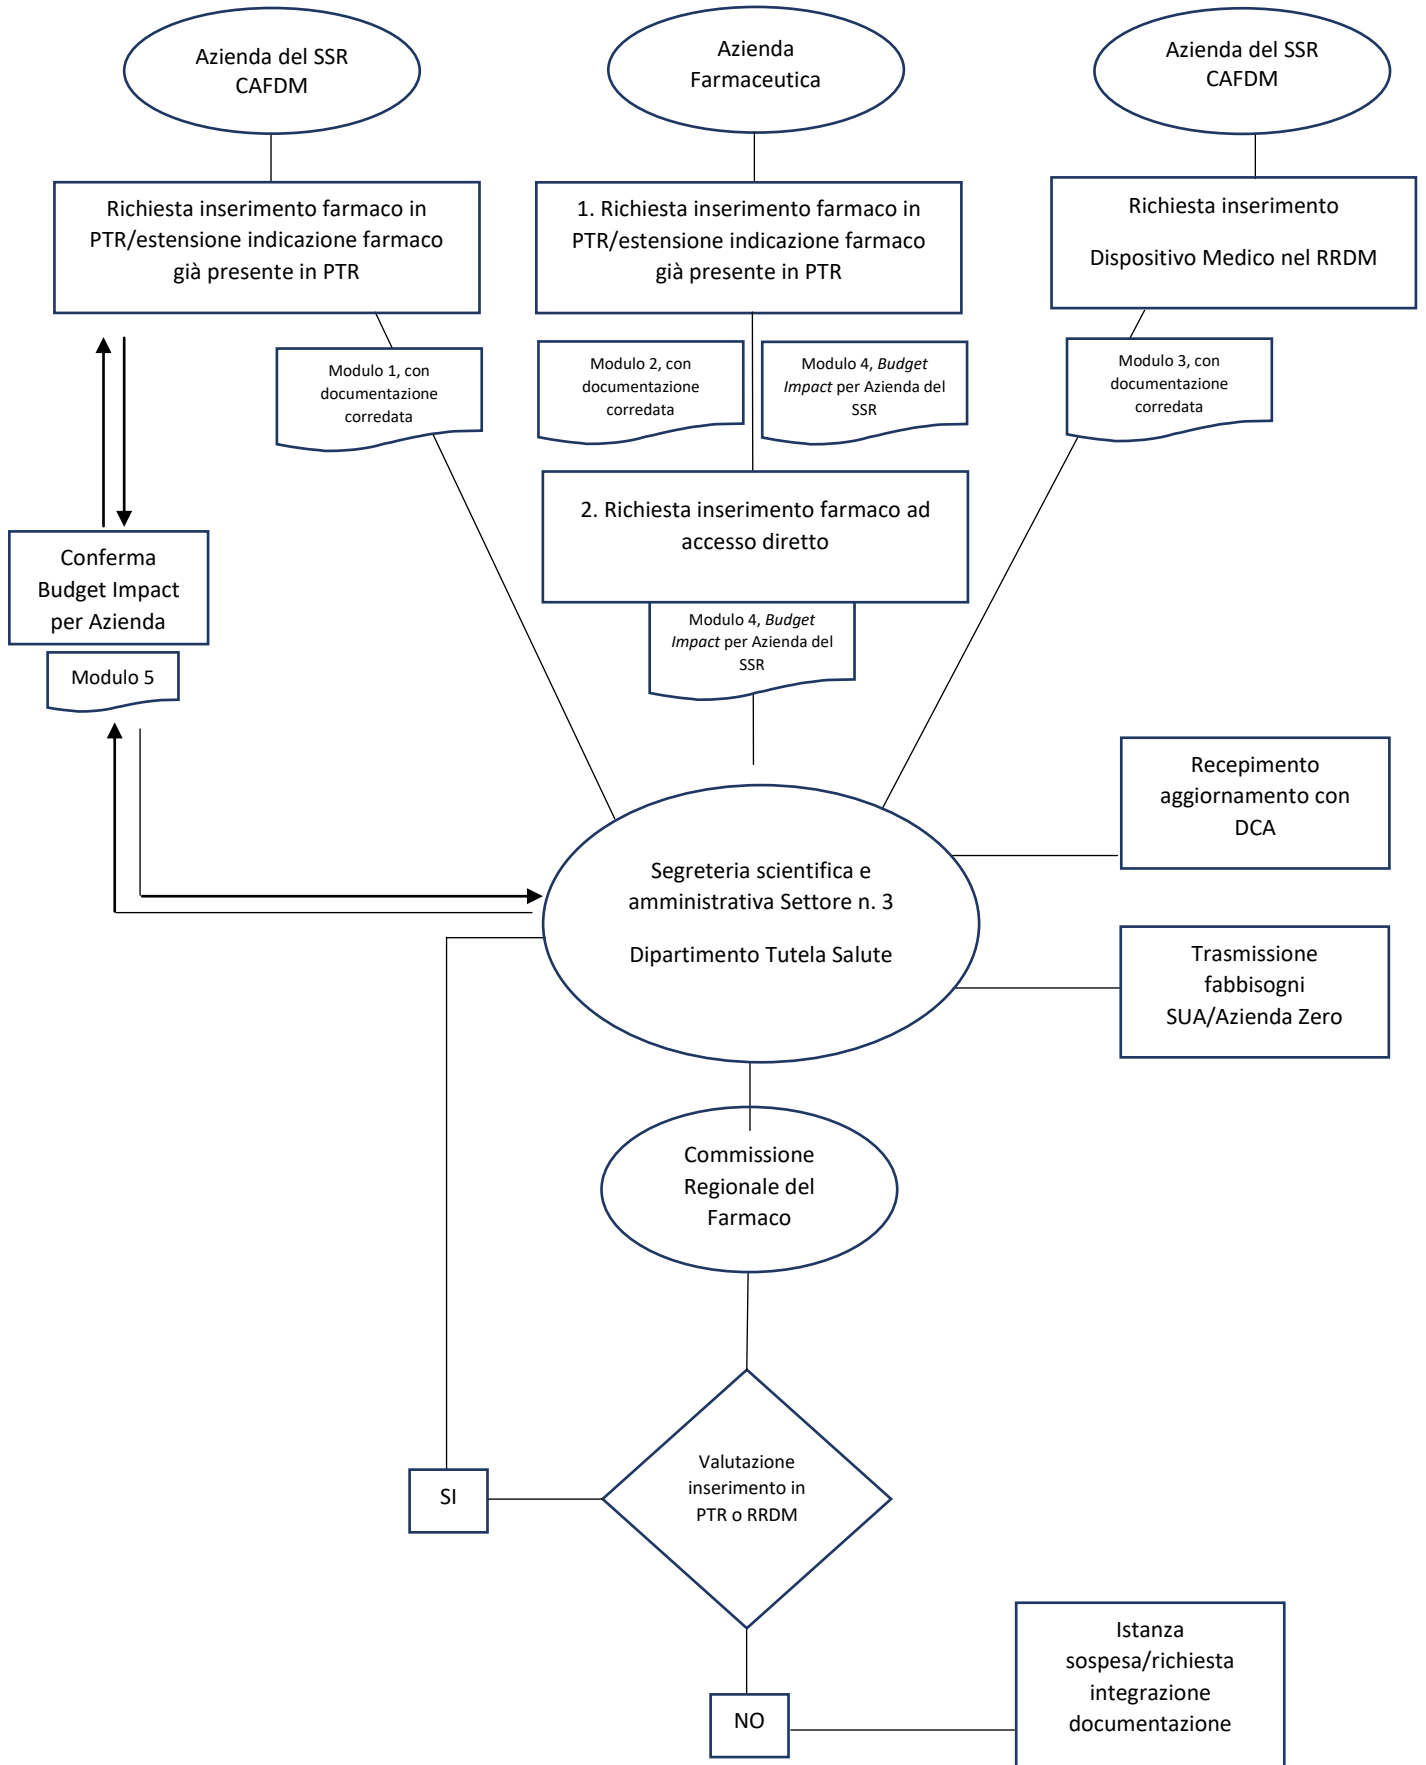 Azienda del SSR
CAFDM
Azienda
Farmaceutica
Azienda del SSR
CAFDM
Richiesta inserimento farmaco in
PTR/estensione indicazione farmaco
già presente in PTR
1. Richiesta inserimento farmaco in
PTR/estensione indicazione farmaco
già presente in PTR
Richiesta inserimento
Dispositivo Medico nel RRDM
Modulo 1, con
documentazione
corredata
Modulo 2, con
documentazione
corredata
Modulo 4, Budget
Impact per Azienda del
SSR
Modulo 3, con
documentazione
corredata
2. Richiesta inserimento farmaco ad
accesso diretto
Modulo 4, Budget
Impact per Azienda del
SSR
Conferma
Budget Impact
per Azienda
Modulo 5
Segreteria scientifica e
amministrativa Settore n. 3
Dipartimento Tutela Salute
Recepimento
aggiornamento con
DCA
Trasmissione
fabbisogni
SUA/Azienda Zero
Commissione
Regionale del
Farmaco
Valutazione
inserimento in
PTR o RRDM
SI
NO
Istanza
sospesa/richiesta
integrazione
documentazione